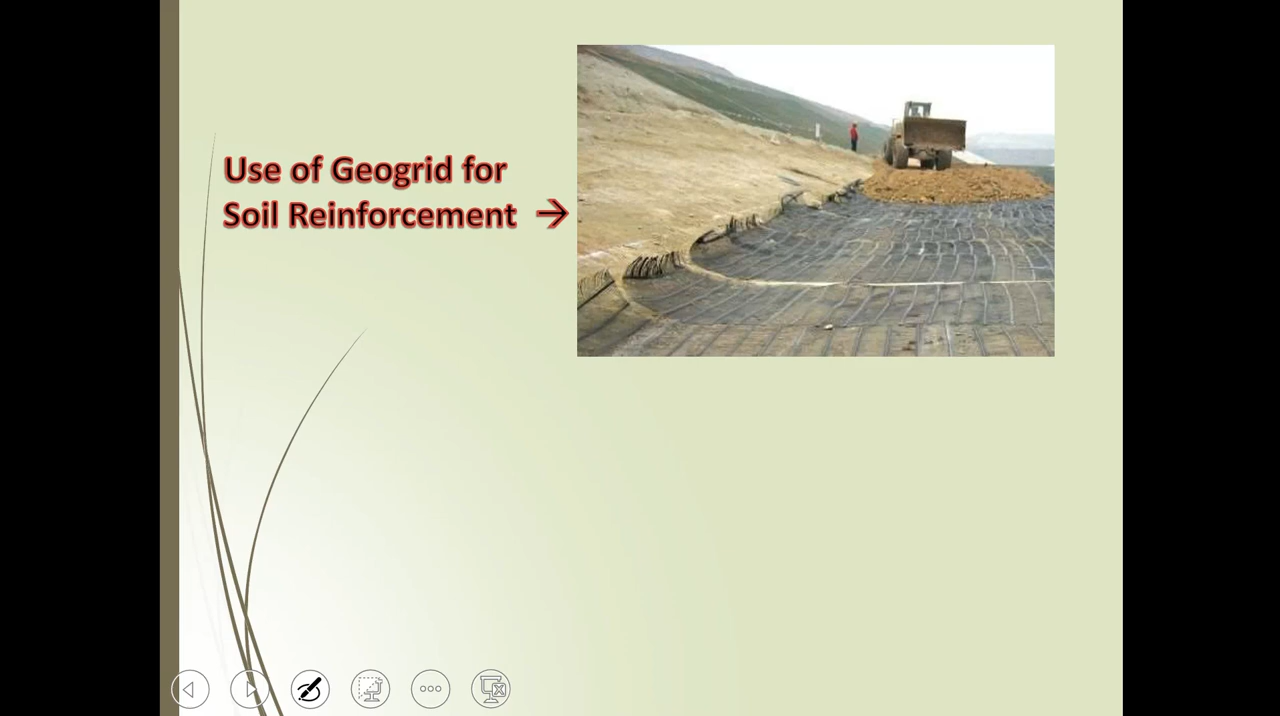 Use of Geogrid for
Soil Reinforcement →